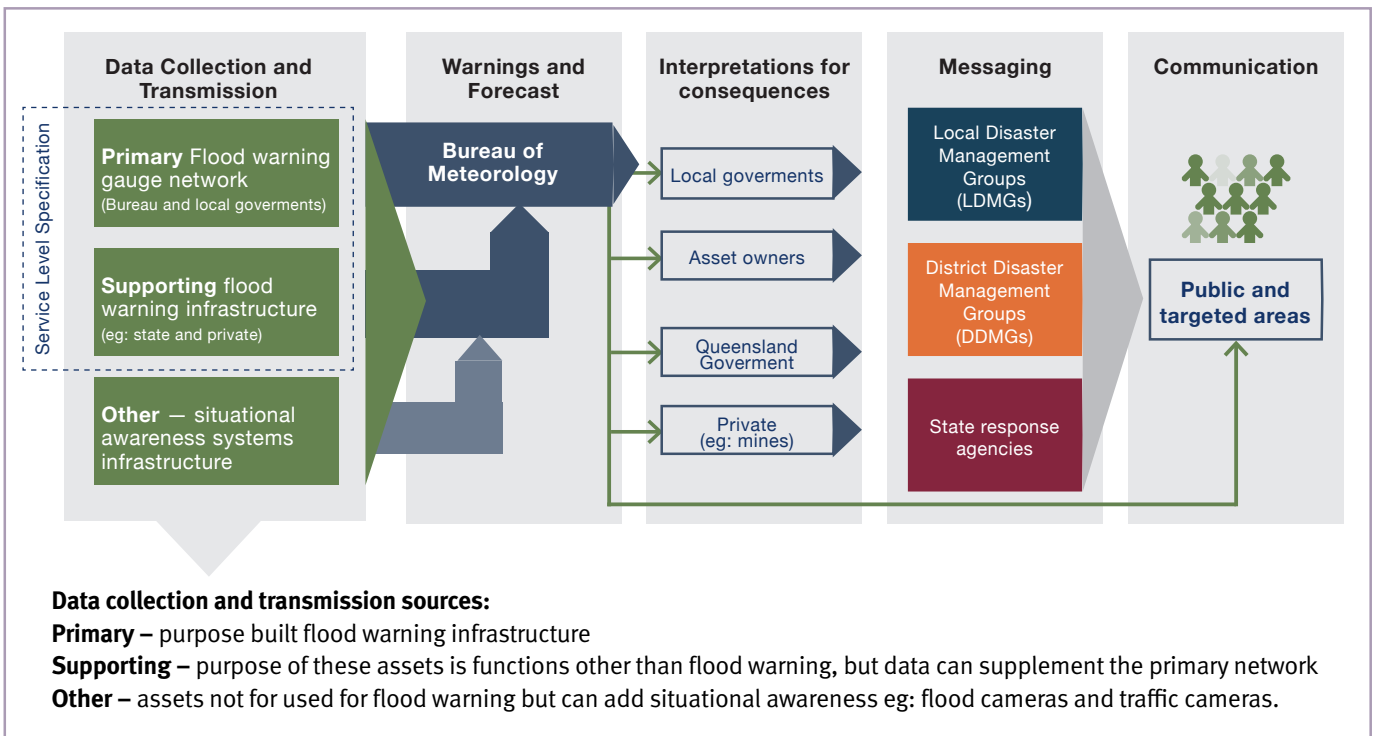 Data Collection and
Transmission
Service Level Specification
Primary Flood warning
gauge network
(Bureau and local goverments)
Supporting flood
warning infrastructure
(eg: state and private)
Other — situational
awareness systems
infrastructure
Warnings and
Forecast
Bureau of
Meteorology
Interpretations for
consequences
Local goverments
Asset owners
Queensland
Goverment
Private
(eg: mines)
Messaging
Local Disaster
Management
Groups
(LDMGs)
District Disaster
Management
Groups
(DDMGs)
State response
agencies
Communication
Public and
targeted areas
Data collection and transmission sources:
Primary – purpose built flood warning infrastructure
Supporting – purpose of these assets is functions other than flood warning, but data can supplement the primary network
Other – assets not for used for flood warning but can add situational awareness eg: flood cameras and traffic cameras.